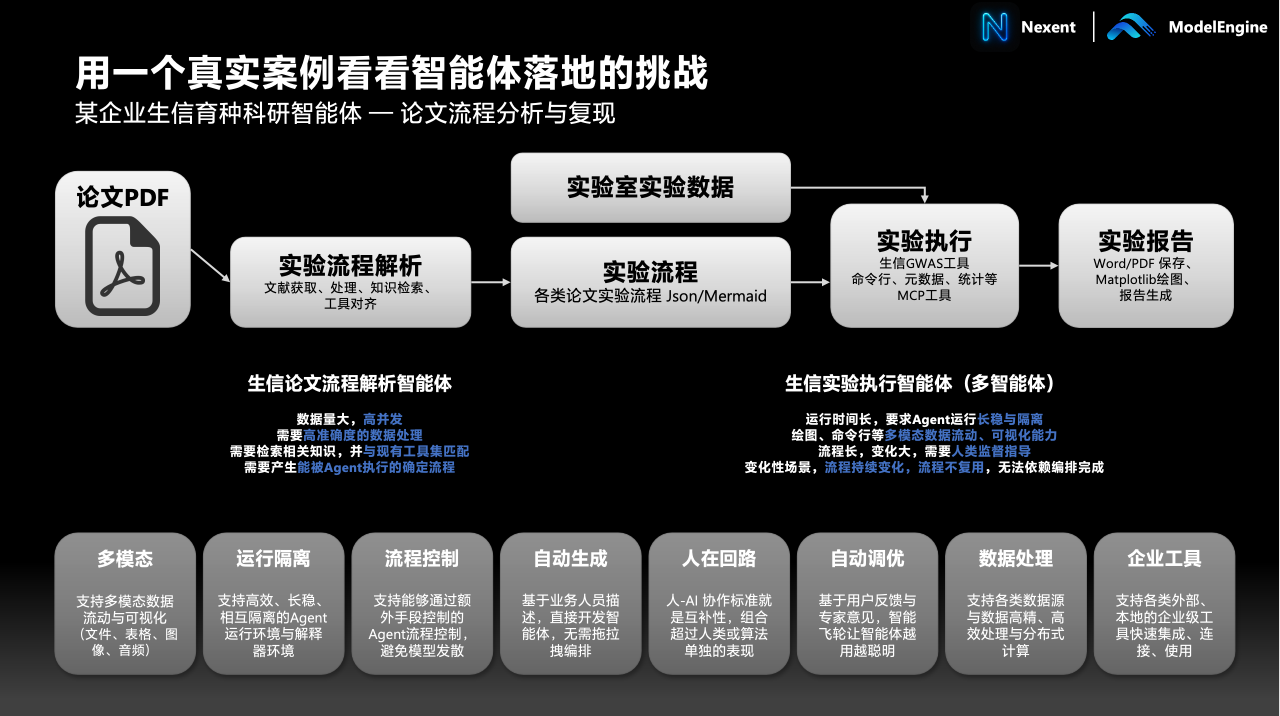 Nexent
ModelEngine
用一个真实案例看看智能体落地的挑战
某企业生信育种科研智能体 — 论文流程分析与复现
论文PDF
实验流程解析
文献获取、处理、知识检索、
工具对齐
实验室实验数据
实验流程
各类论文实验流程 Json/Mermaid
实验执行
生信GWAS工具
命令行、元数据、统计等
MCP工具
实验报告
Word/PDF 保存、
Matplotlib绘图、
报告生成
生信论文流程解析智能体
数据量大，高并发
需要高准确度的数据处理
需要检索相关知识，并与现有工具集匹配
需要产生能被Agent执行的确定流程
生信实验执行智能体（多智能体）
运行时间长，要求Agent运行长稳与隔离
绘图、命令行等多模态数据流动、可视化能力
流程长，变化大，需要人类监督指导
变化性场景，流程持续变化，流程不复用，无法依赖编排完成
多模态
支持多模态数据
流动与可视化
（文件、表格、图
像、音频）
运行隔离
支持高效、长稳、
相互隔离的Agent
运行环境与解释
器环境
流程控制
支持能够通过额
外手段控制的
Agent流程控制，
避免模型发散
自动生成
基于业务人员描
述，直接开发智
能体，无需拖拉
拽编排
人在回路
人-AI 协作标准就
是互补性，组合
超过人类或算法
单独的表现
自动调优
基于用户反馈与
专家意见，智能
飞轮让智能体越
用越聪明
数据处理
支持各类数据源
与数据高精、高
效处理与分布式
计算
企业工具
支持各类外部、
本地的企业级工
具快速集成、连
接、使用